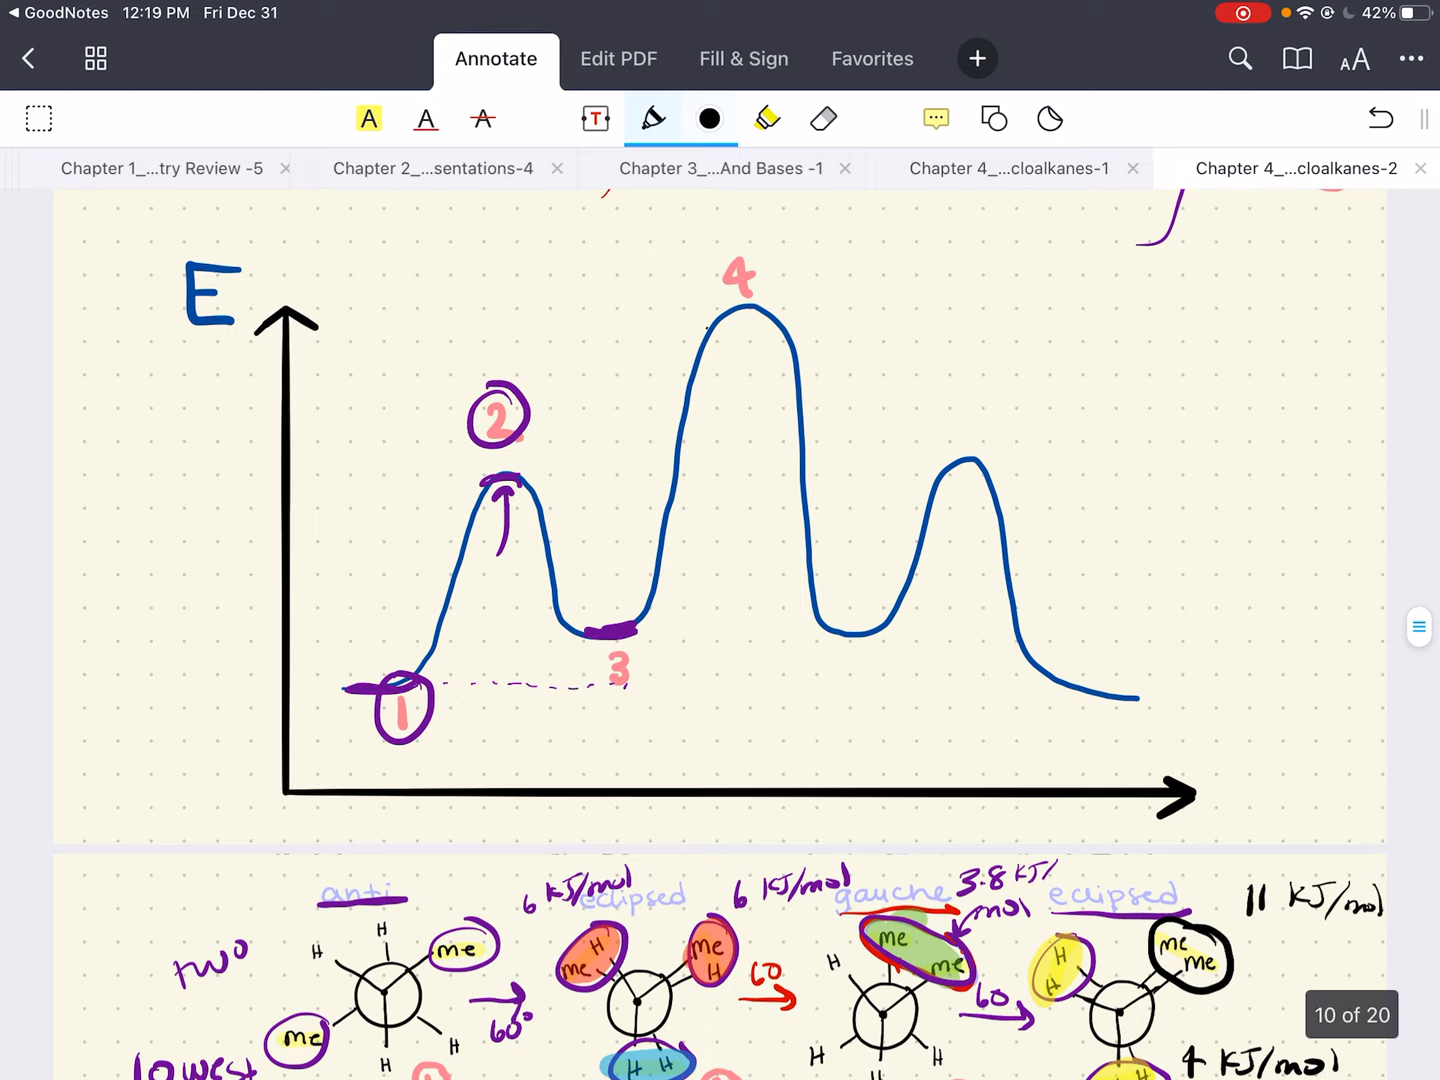 GoodNotes 12:19 PM Fri Dec 31 42%
Annotate Edit PDF Fill & Sign Favorites
A A A T AA
Chapter 1_...try Review -5 Chapter 2_...sentations-4 Chapter 3_...And Bases -1 Chapter 4_...cloalkanes-1 Chapter 4_...cloalkanes-2
E
4
2
3
1
anti 6 KJ/mol eclipsed 6 KJ/mol gauche 3.8 KJ/mol eclipsed 11 KJ/mol
two H H me H me me H me me H H me me
60° 60 60
me H H H H H H H
lowest 4 KJ/mol
10 of 20